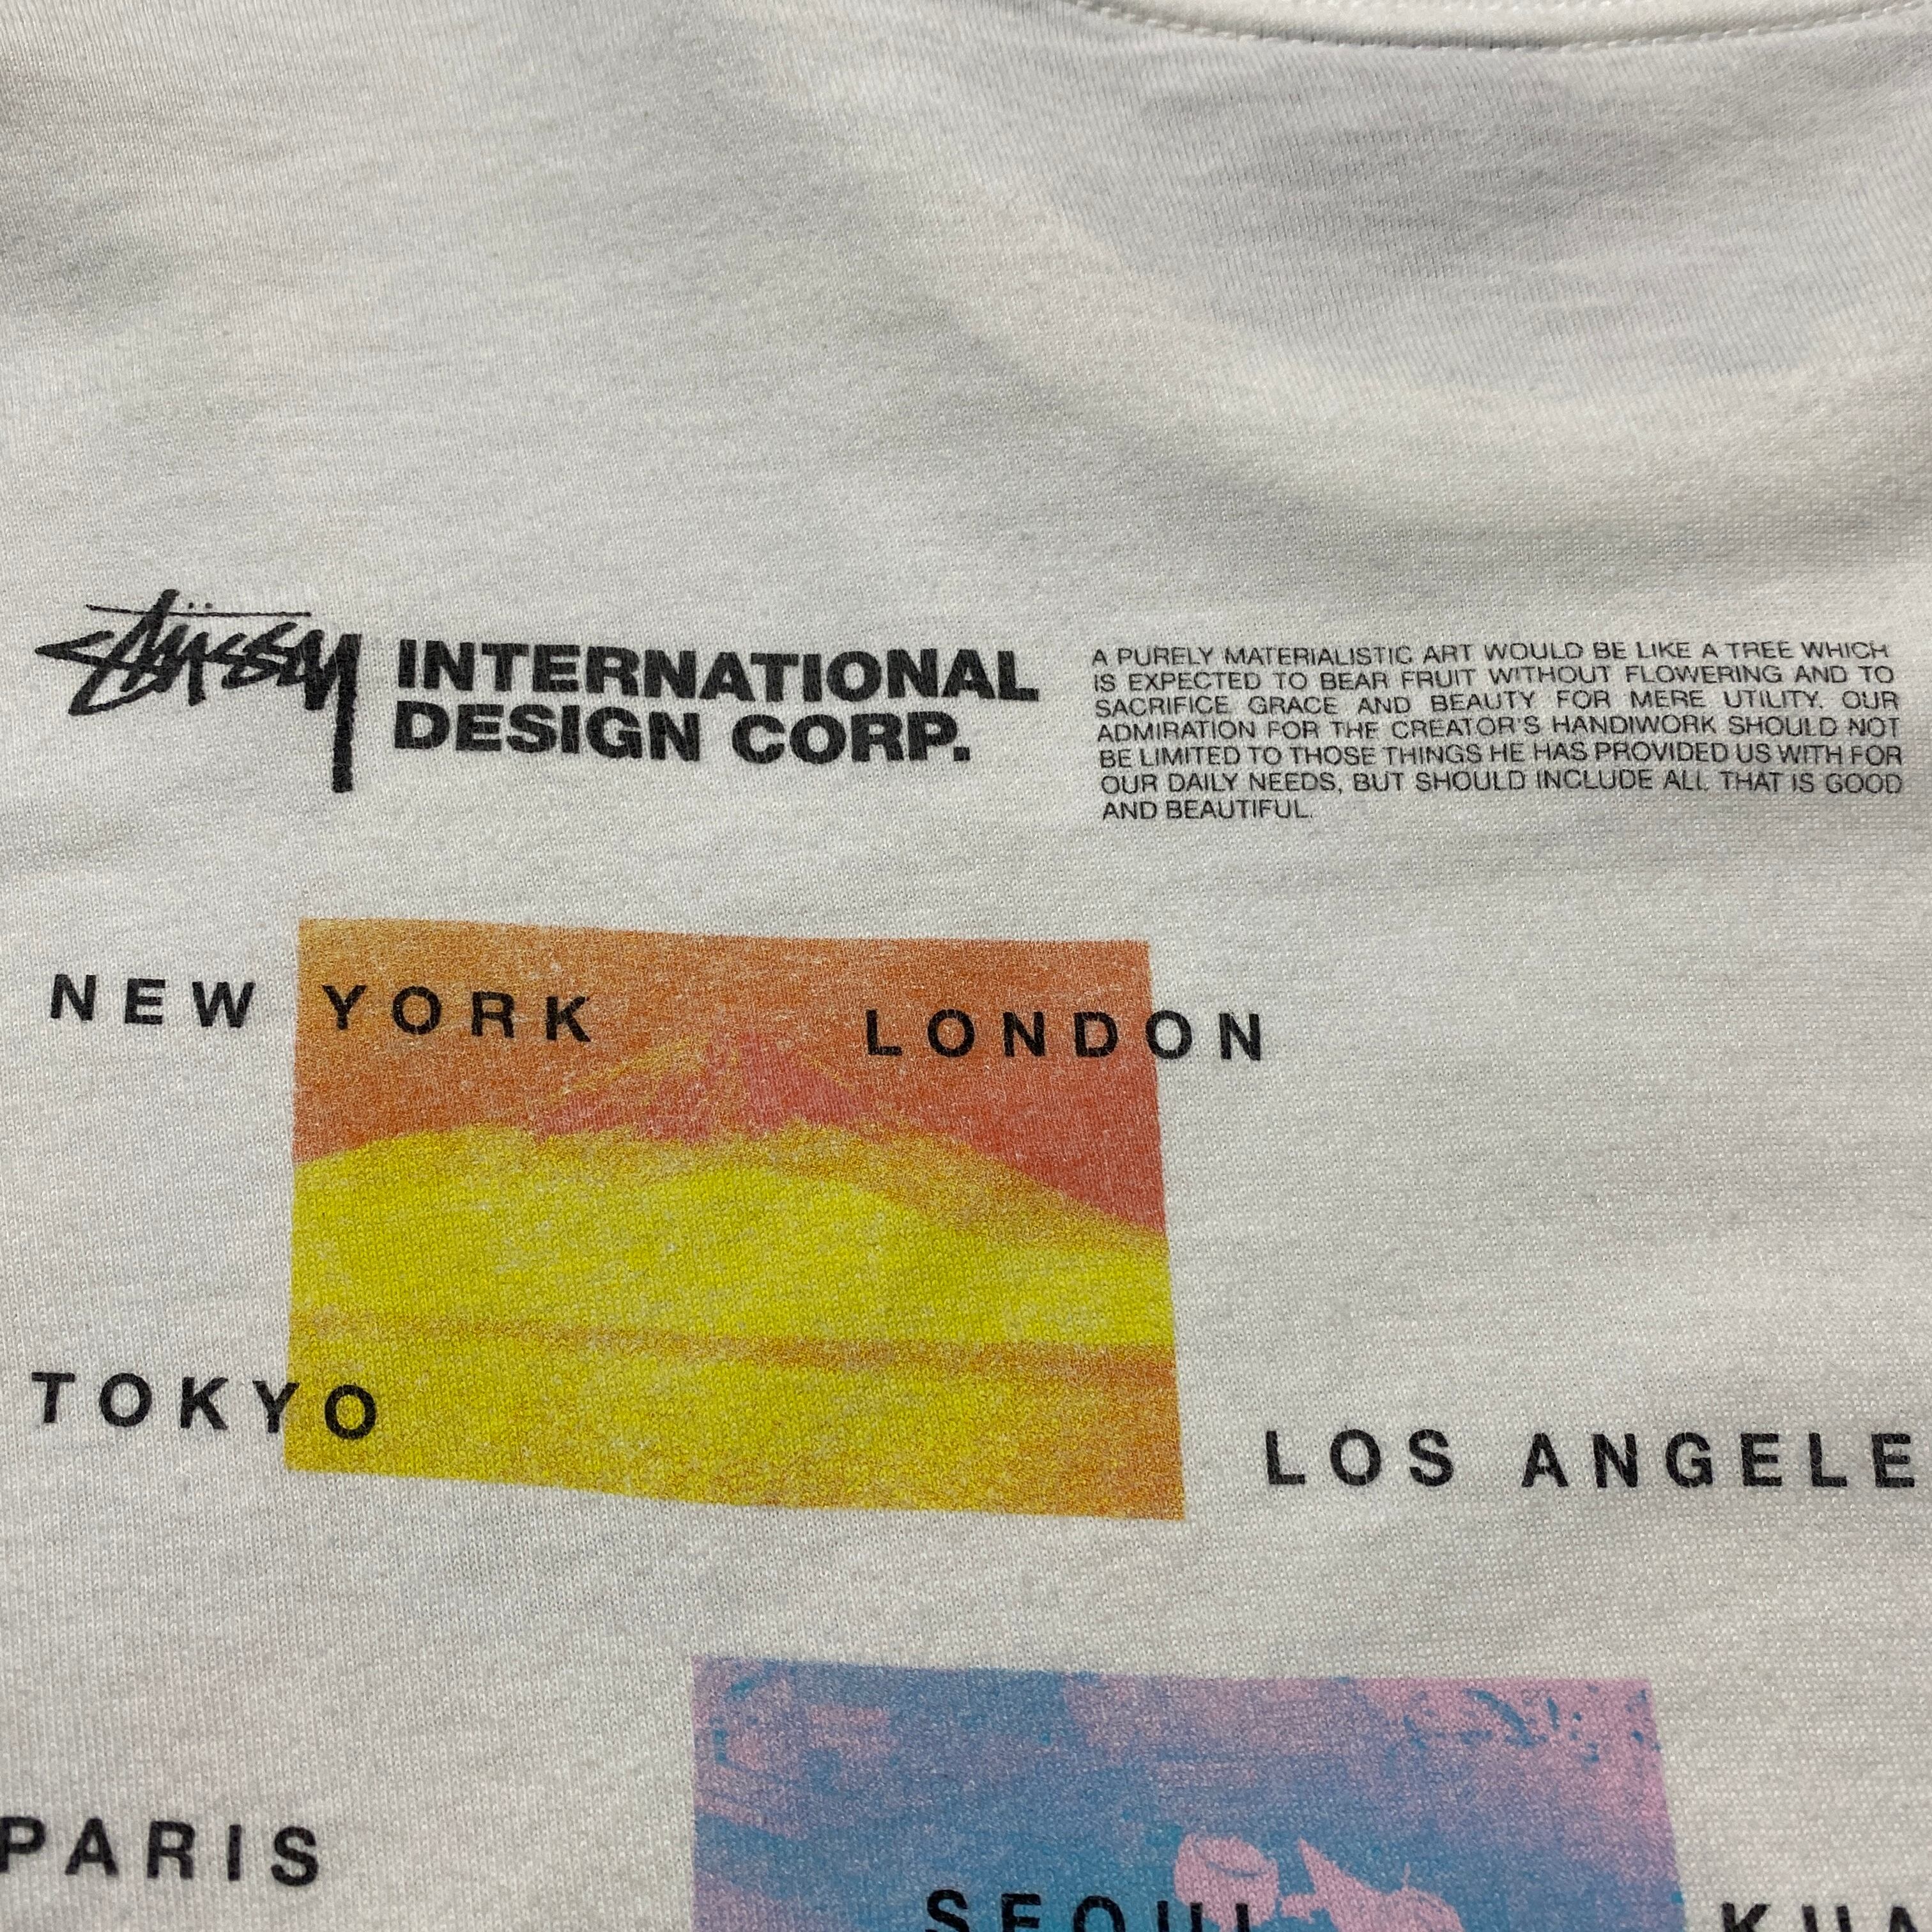 Stüssy INTERNATIONAL
DESIGN CORP.
A PURELY MATERIALISTIC ART WOULD BE LIKE A TREE WHICH
IS EXPECTED TO BEAR FRUIT WITHOUT FLOWERING AND TO
SACRIFICE GRACE AND BEAUTY FOR MERE UTILITY. OUR
ADMIRATION FOR THE CREATOR'S HANDIWORK SHOULD NOT
BE LIMITED TO THOSE THINGS HE HAS PROVIDED US WITH FOR
OUR DAILY NEEDS, BUT SHOULD INCLUDE ALL THAT IS GOOD
AND BEAUTIFUL.
NEW YORK LONDON
TOKYO LOS ANGELE
PARIS
SEOUL KUA